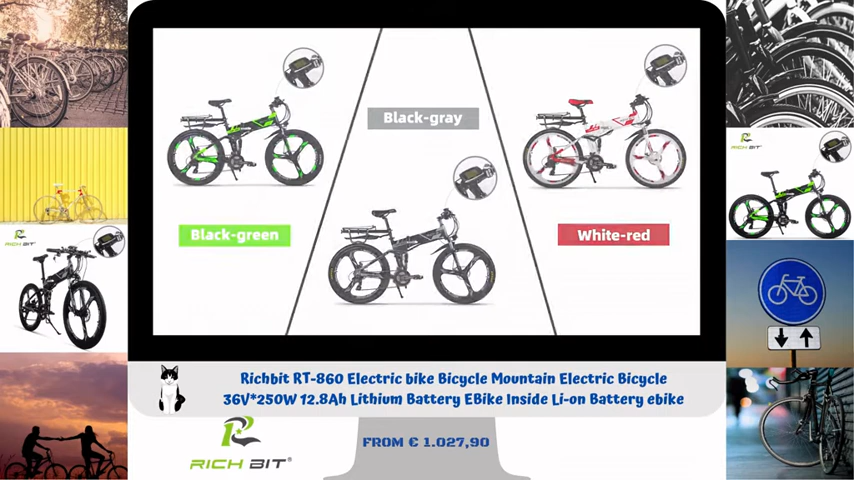 Black-gray
Black-green
White-red
RICH BIT
RICH BIT
Richbit RT-860 Electric bike Bicycle Mountain Electric Bicycle
36V*250W 12.8Ah Lithium Battery EBike Inside Li-on Battery ebike
RICH BIT®
FROM € 1.027,90